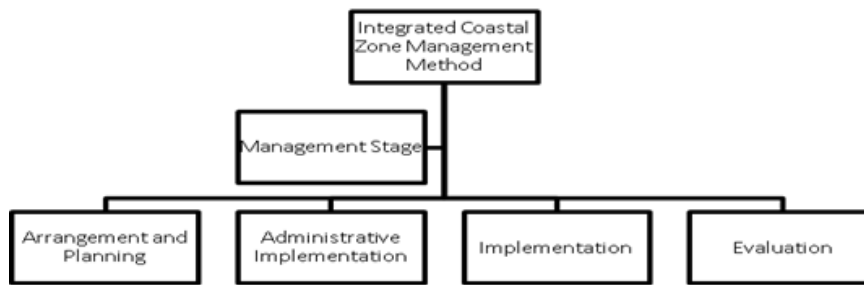 Integrated Coastal
Zone Management
Method
Management Stage
Arrangement and
Planning
Administrative
Implementation
Implementation
Evaluation